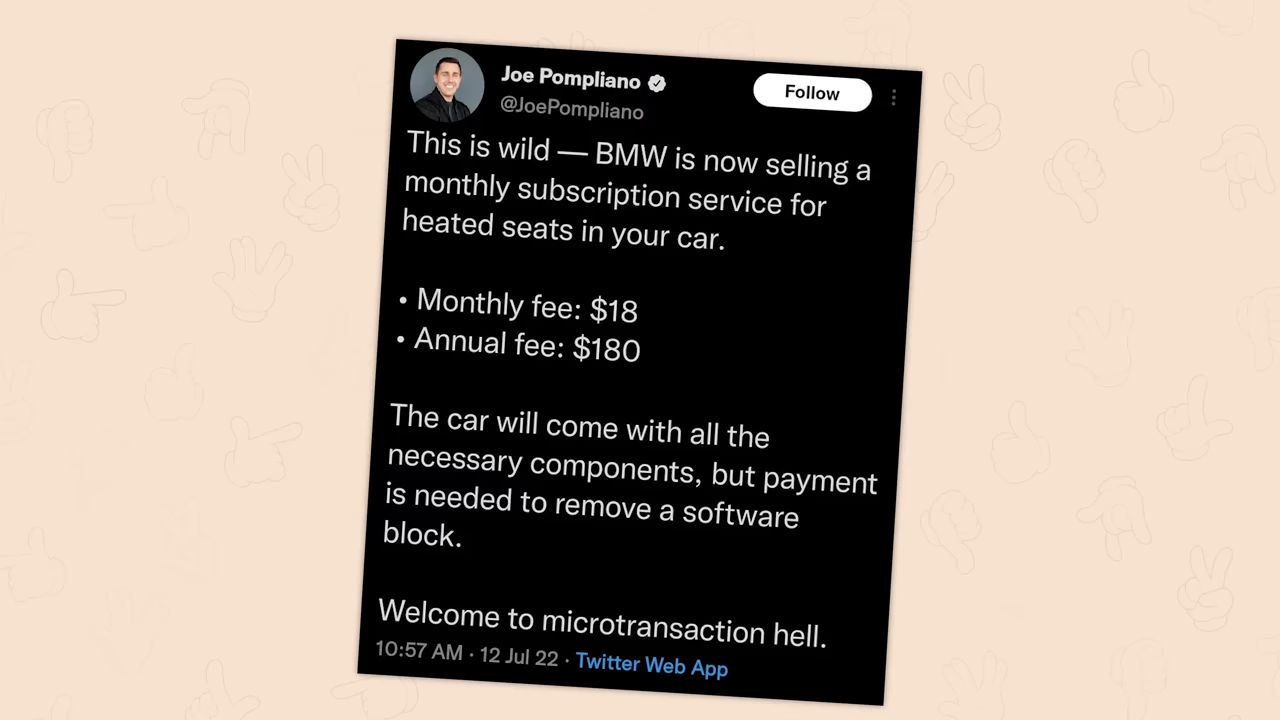 Joe Pompliano
@JoePompliano
Follow
This is wild — BMW is now selling a
monthly subscription service for
heated seats in your car.
• Monthly fee: $18
• Annual fee: $180
The car will come with all the
necessary components, but payment
is needed to remove a software
block.
Welcome to microtransaction hell.
10:57 AM · 12 Jul 22 · Twitter Web App